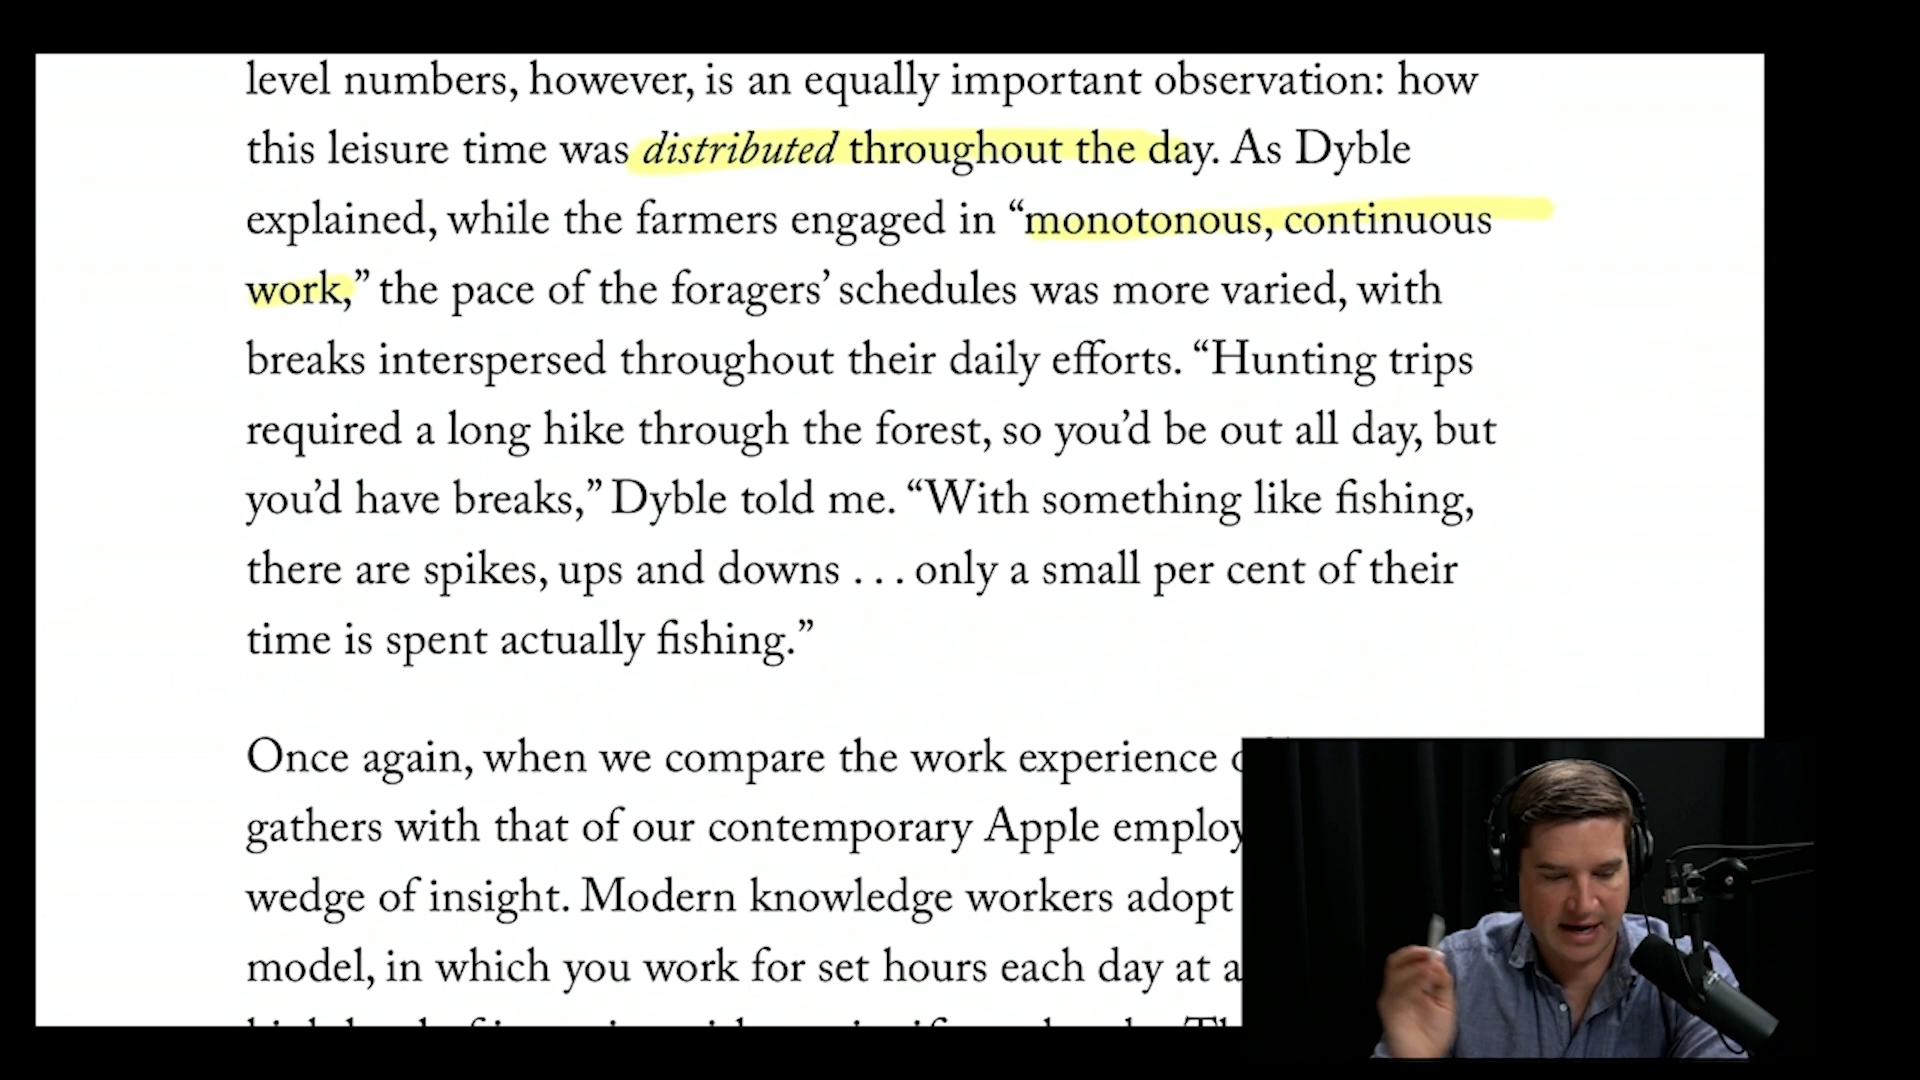 level numbers, however, is an equally important observation: how
this leisure time was distributed throughout the day. As Dyble
explained, while the farmers engaged in “monotonous, continuous
work,” the pace of the foragers’ schedules was more varied, with
breaks interspersed throughout their daily efforts. “Hunting trips
required a long hike through the forest, so you’d be out all day, but
you’d have breaks,” Dyble told me. “With something like fishing,
there are spikes, ups and downs . . . only a small per cent of their
time is spent actually fishing.”
Once again, when we compare the work experience
gathers with that of our contemporary Apple employ
wedge of insight. Modern knowledge workers adopt
model, in which you work for set hours each day at a